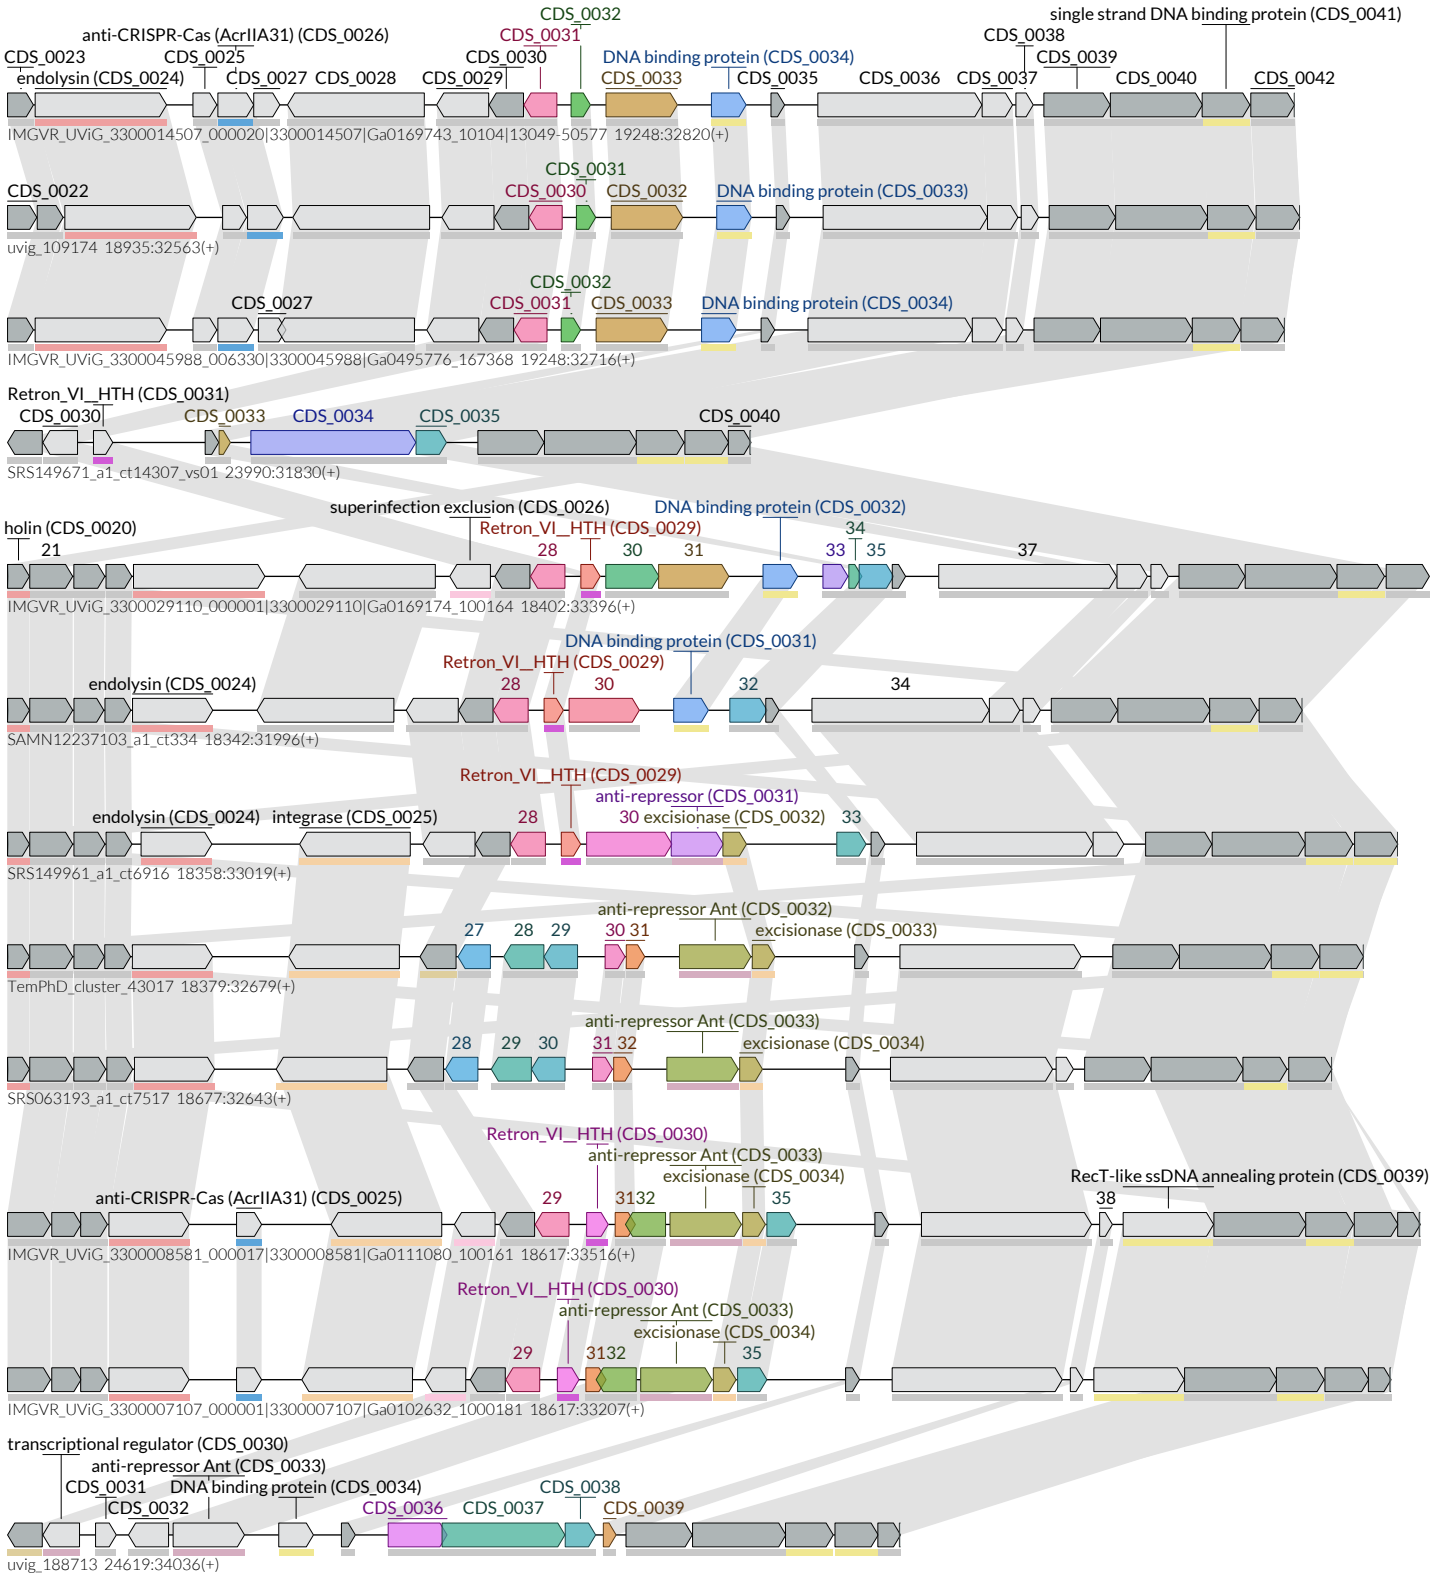 CDS_0032
single strand DNA binding protein (CDS_0041)
anti-CRISPR-Cas (AcrIIA31) (CDS_0026)
CDS_0031
CDS_0038
CDS_0023
CDS_0025
CDS_0030
DNA binding protein (CDS_0034)
CDS_0039
endolysin (CDS_0024)
CDS_0027
CDS_0028
CDS_0029
CDS_0033
CDS_0035
CDS_0036
CDS_0037
CDS_0040
CDS_0042
IMGVR_UViG_3300014507_000020|3300014507|Ga0169743_10104|13049-50577 19248:32820(+)
CDS_0031
CDS_0022
CDS_0030
CDS_0032
DNA binding protein (CDS_0033)
uvig_109174 18935:32563(+)
CDS_0032
CDS_0027
CDS_0031
CDS_0033
DNA binding protein (CDS_0034)
IMGVR_UViG_3300045988_006330|3300045988|Ga0495776_167368 19248:32716(+)
Retron_VI__HTH (CDS_0031)
CDS_0030
CDS_0033
CDS_0034
CDS_0035
CDS_0040
SRS149671_a1_ct14307_vs01 23990:31830(+)
superinfection exclusion (CDS_0026)
DNA binding protein (CDS_0032)
holin (CDS_0020)
Retron_VI__HTH (CDS_0029)
34
21
28
30
31
33
35
37
IMGVR_UViG_3300029110_000001|3300029110|Ga0169174_100164 18402:33396(+)
DNA binding protein (CDS_0031)
Retron_VI__HTH (CDS_0029)
endolysin (CDS_0024)
28
30
32
34
SAMN12237103_a1_ct334 18342:31996(+)
Retron_VI__HTH (CDS_0029)
anti-repressor (CDS_0031)
endolysin (CDS_0024)
integrase (CDS_0025)
28
30
excisionase (CDS_0032)
33
SRS149961_a1_ct6916 18358:33019(+)
anti-repressor Ant (CDS_0032)
27
28
29
30
31
excisionase (CDS_0033)
TemPhD_cluster_43017 18379:32679(+)
anti-repressor Ant (CDS_0033)
28
29
30
31
32
excisionase (CDS_0034)
SRS063193_a1_ct7517 18677:32643(+)
Retron_VI__HTH (CDS_0030)
anti-repressor Ant (CDS_0033)
excisionase (CDS_0034)
RecT-like ssDNA annealing protein (CDS_0039)
anti-CRISPR-Cas (AcrIIA31) (CDS_0025)
29
31
32
35
38
IMGVR_UViG_3300008581_000017|3300008581|Ga0111080_100161 18617:33516(+)
Retron_VI__HTH (CDS_0030)
anti-repressor Ant (CDS_0033)
excisionase (CDS_0034)
29
31
32
35
IMGVR_UViG_3300007107_000001|3300007107|Ga0102632_1000181 18617:33207(+)
transcriptional regulator (CDS_0030)
anti-repressor Ant (CDS_0033)
CDS_0031
DNA binding protein (CDS_0034)
CDS_0038
CDS_0032
CDS_0036
CDS_0037
CDS_0039
uvig_188713 24619:34036(+)